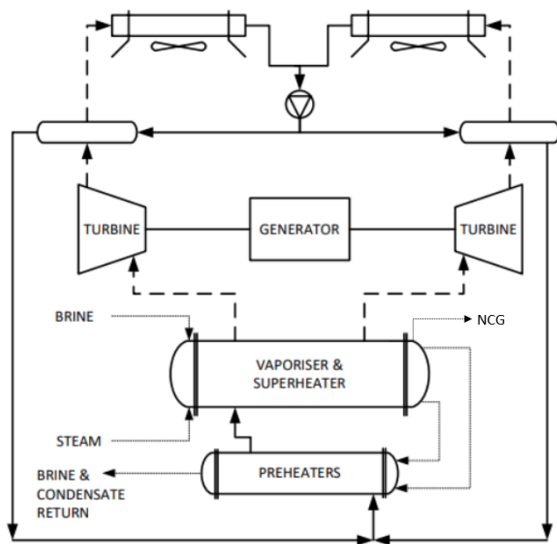 TURBINE
GENERATOR
TURBINE
BRINE
NCG
VAPORISER &
SUPERHEATER
STEAM
PREHEATERS
BRINE &
CONDENSATE
RETURN